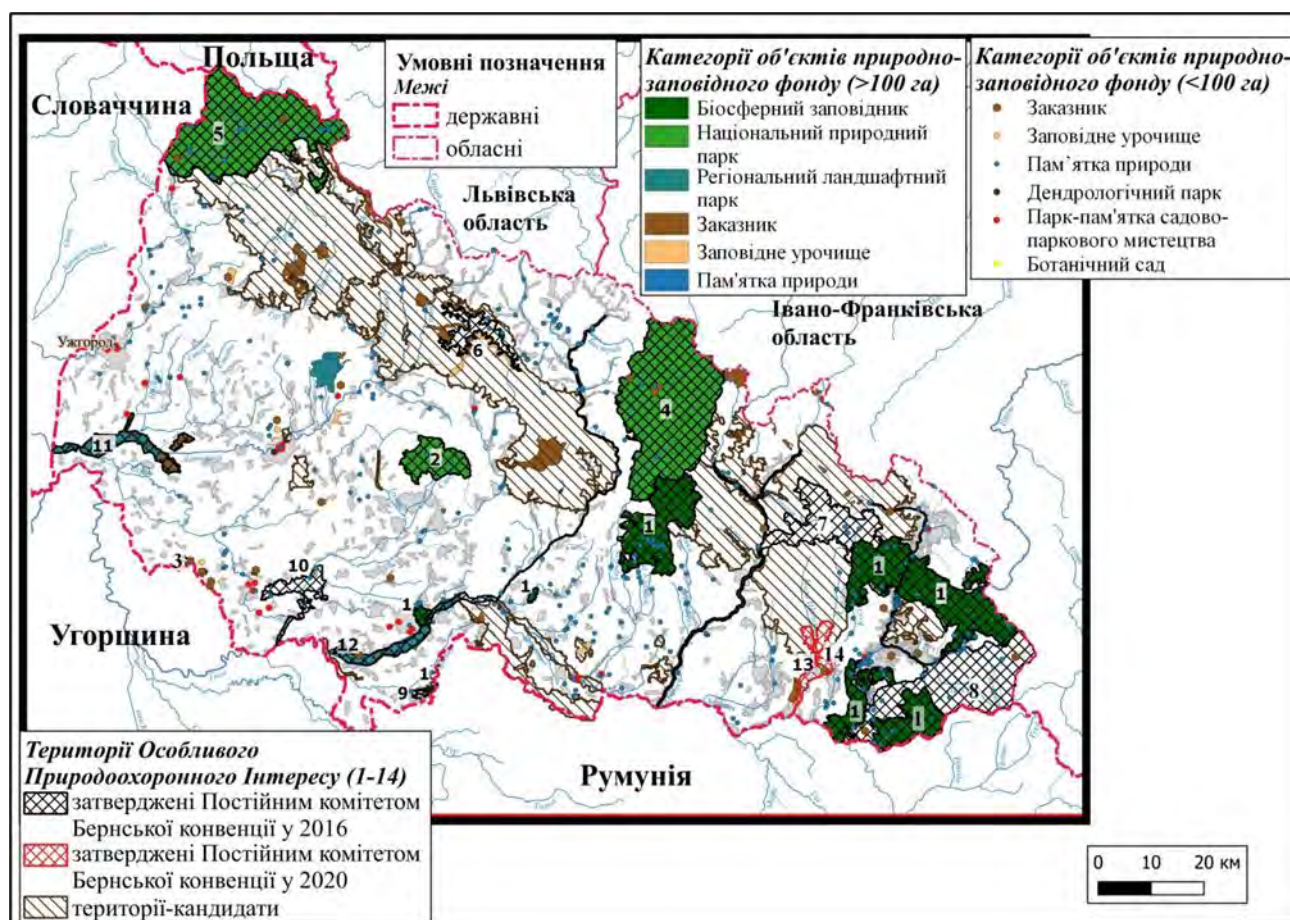 Польща
Словаччина
Умовні позначення
Межі
державні
обласні
Категорії об'єктів природно-
заповідного фонду (>100 га)
Біосферний заповідник
Національний природний
парк
Регіональний ландшафтний
парк
Заказник
Заповідне урочище
Пам'ятка природи
Категорії об'єктів природно-
заповідного фонду (<100 га)
Заказник
Заповідне урочище
Пам’ятка природи
Дендрологічний парк
Парк-пам'ятка садово-
паркового мистецтва
Ботанічний сад
Львівська
область
Івано-Франківська
область
Ужгород
5
6
4
11
2
1
7
3
10
1
1
1
1
12
1
9
13
14
8
1
1
Угорщина
Румунія
Території Особливого
Природоохоронного Інтересу (1-14)
затверджені Постійним комітетом
Бернської конвенції у 2016
затверджені Постійним комітетом
Бернської конвенції у 2020
території-кандидати
0 10 20 км